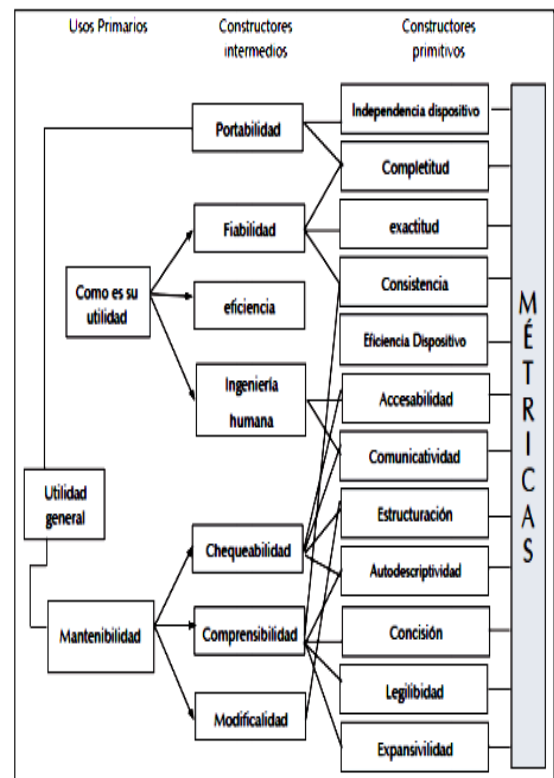 Usos Primarios
Constructores
intermedios
Constructores
primitivos
Portabilidad
Fiabilidad
Como es su
utilidad
eficiencia
Ingeniería
humana
Utilidad
general
Chequeabilidad
Mantenibilidad
Comprensibilidad
Modificalidad
Independencia dispositivo
Completitud
exactitud
Consistencia
Eficiencia Dispositivo
Accesabilidad
Comunicatividad
Estructuración
Autodescriptividad
Concisión
Legilibidad
Expansivilidad
MÉTRICAS